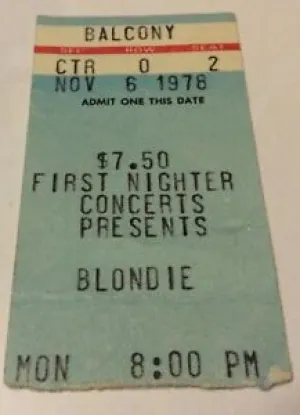 BALCONY
SEC. ROW SEAT
CTR 0 2
NOV 6 1978
ADMIT ONE THIS DATE
$7.50
FIRST NIGHTER
CONCERTS
PRESENTS
BLONDIE
MON 8:00 PM